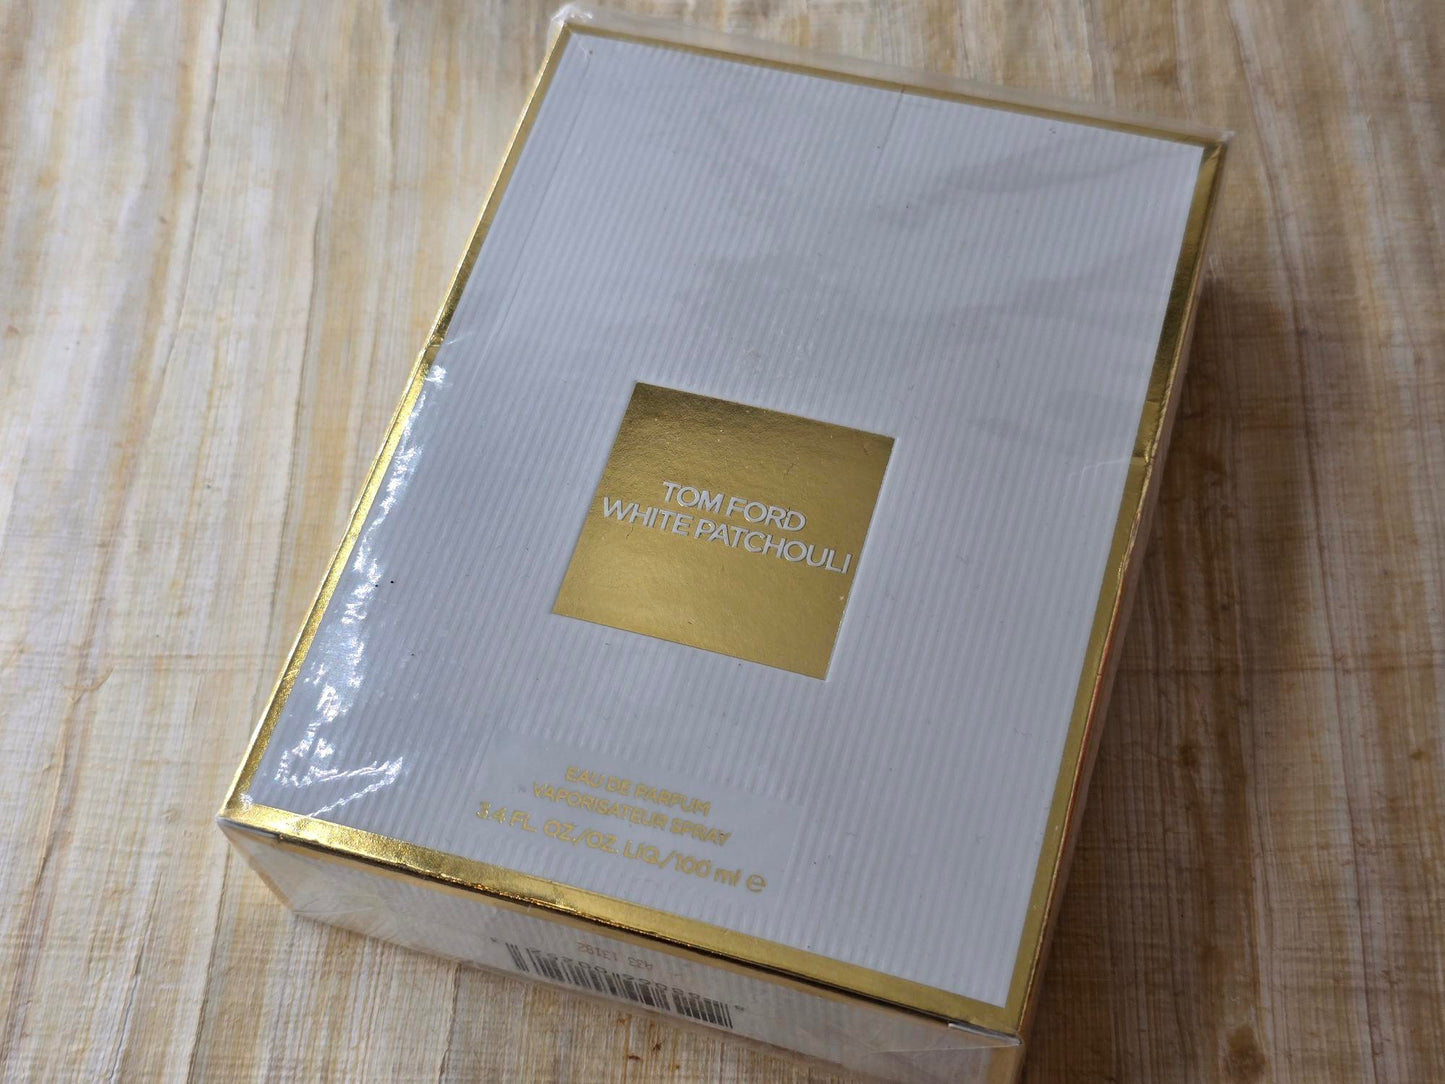 TOM FORD
WHITE PATCHOULI
EAU DE PARFUM
VAPORISATEUR SPRAY
3.4 FL. OZ./OZ. LIQ./100 ml e